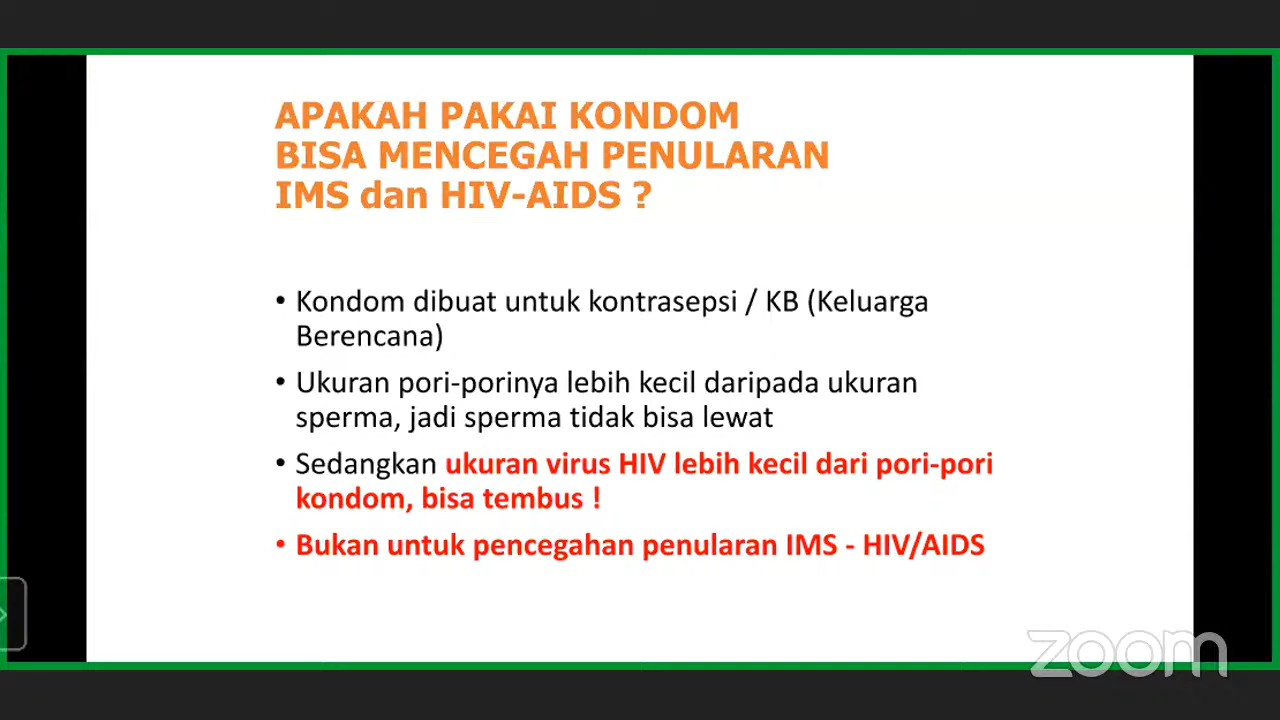 APAKAH PAKAI KONDOM
BISA MENCEGAH PENULARAN
IMS dan HIV-AIDS ?
• Kondom dibuat untuk kontrasepsi / KB (Keluarga
Berencana)
• Ukuran pori-porinya lebih kecil daripada ukuran
sperma, jadi sperma tidak bisa lewat
• Sedangkan ukuran virus HIV lebih kecil dari pori-pori
kondom, bisa tembus !
• Bukan untuk pencegahan penularan IMS - HIV/AIDS
zoom